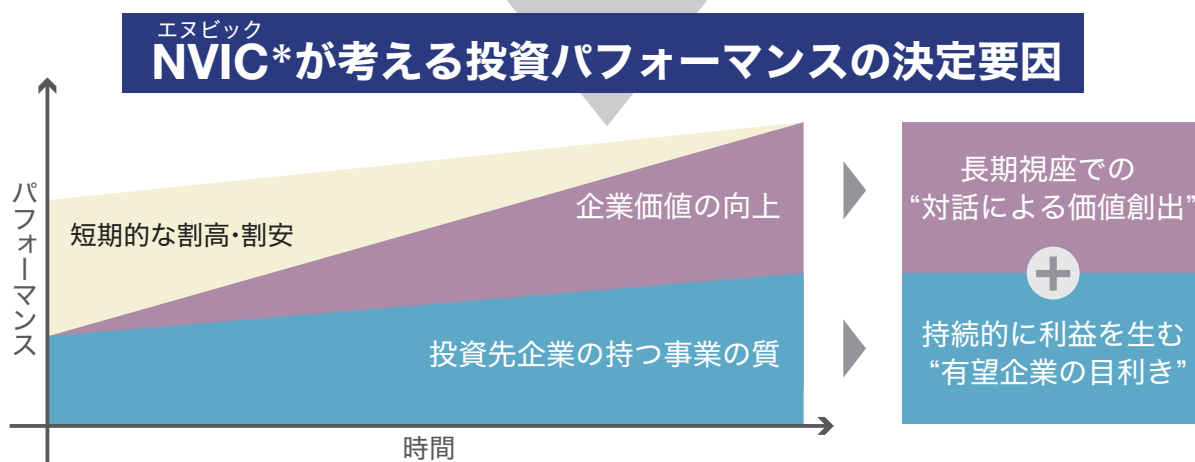 エヌビック
NVIC*が考える投資パフォーマンスの決定要因
パフォーマンス
短期的な割高・割安
企業価値の向上
投資先企業の持つ事業の質
時間
長期視座での
“対話による価値創出”
+
持続的に利益を生む
“有望企業の目利き”